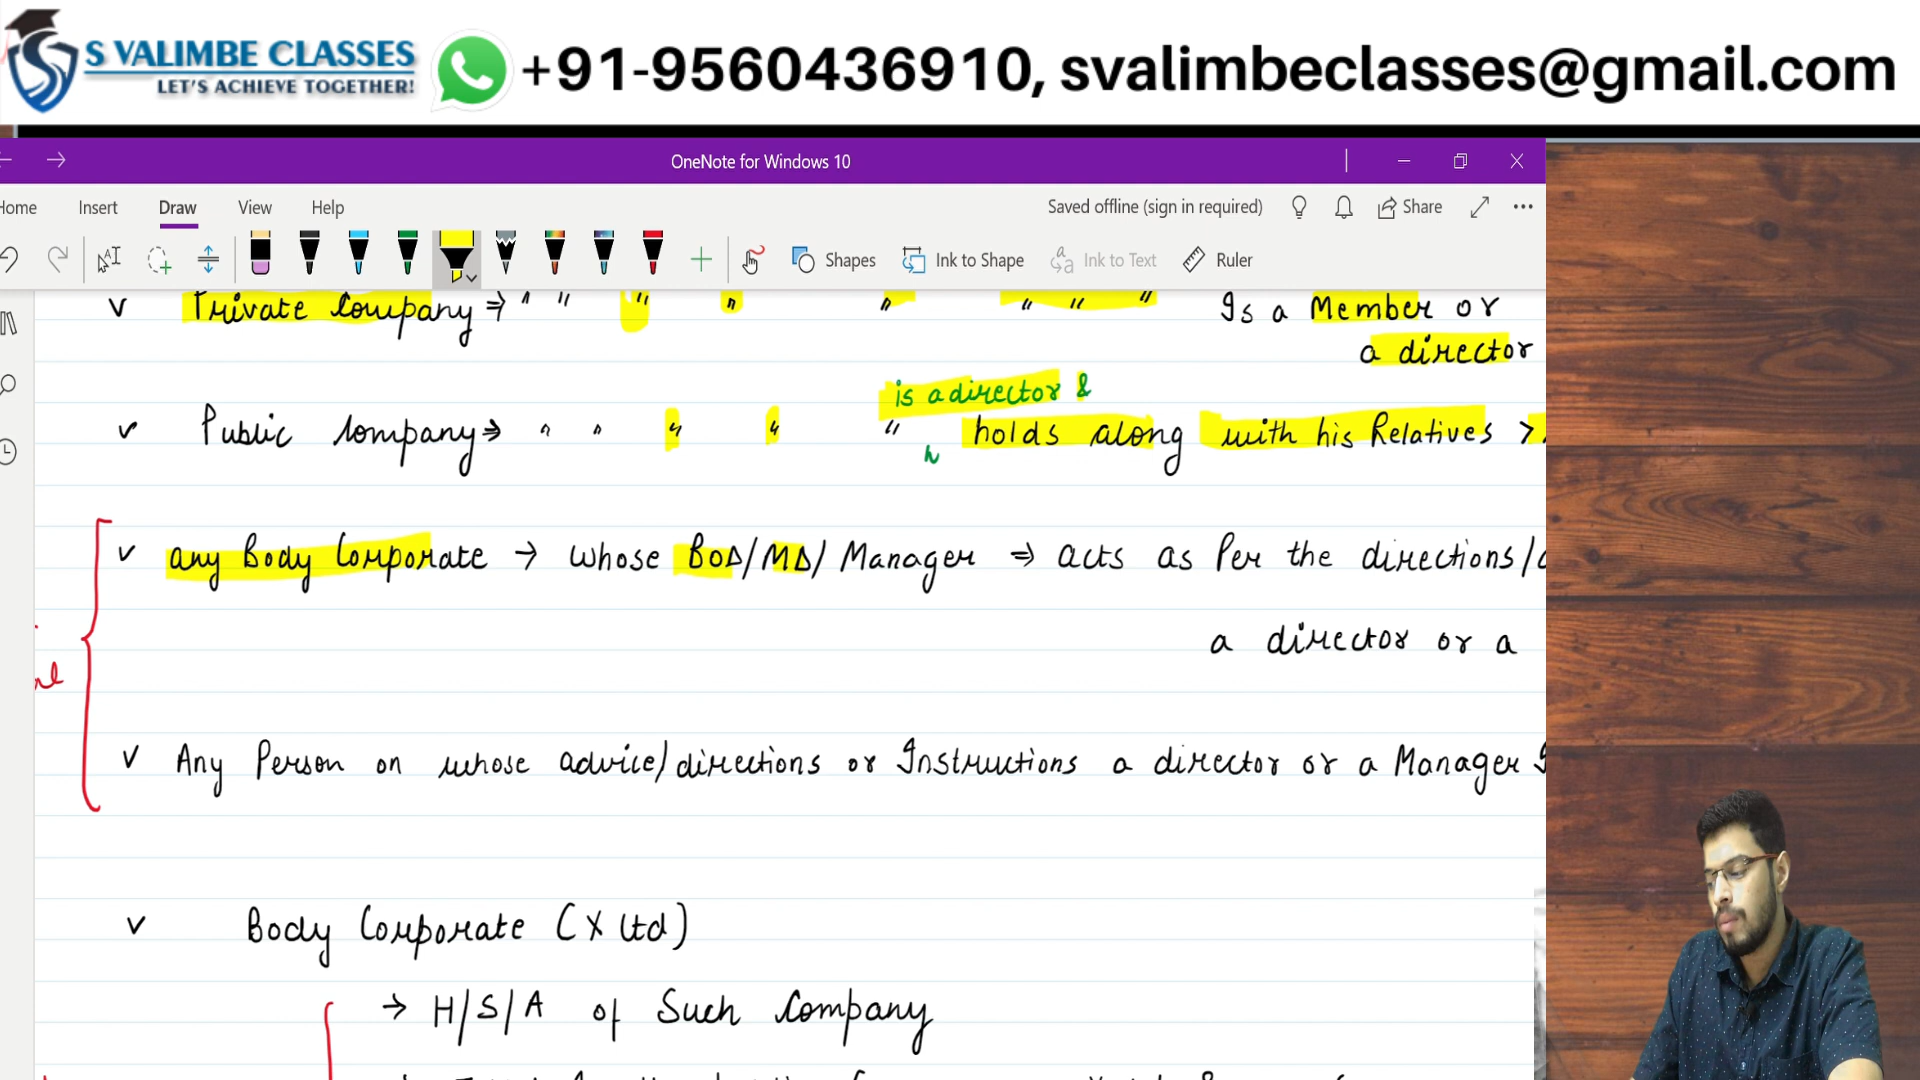 S VALIMBE CLASSES
LET'S ACHIEVE TOGETHER!
+91-9560436910, svalimbeclasses@gmail.com
OneNote for Windows 10
Home Insert Draw View Help
Saved offline (sign in required) Share
Shapes Ink to Shape Ink to Text Ruler
v Private Company ⇒ " " " " " " " " Is a Member or
a director
is a director &
v Public Company ⇒ " " " " " holds along with his Relatives >
v any Body Corporate → whose BOD/MD/Manager ⇒ acts as Per the directions/
a director or a
v Any Person on whose advice/directions or Instructions a director or a Manager
v Body Corporate (X Ltd)
→ H/S/A of Such Company